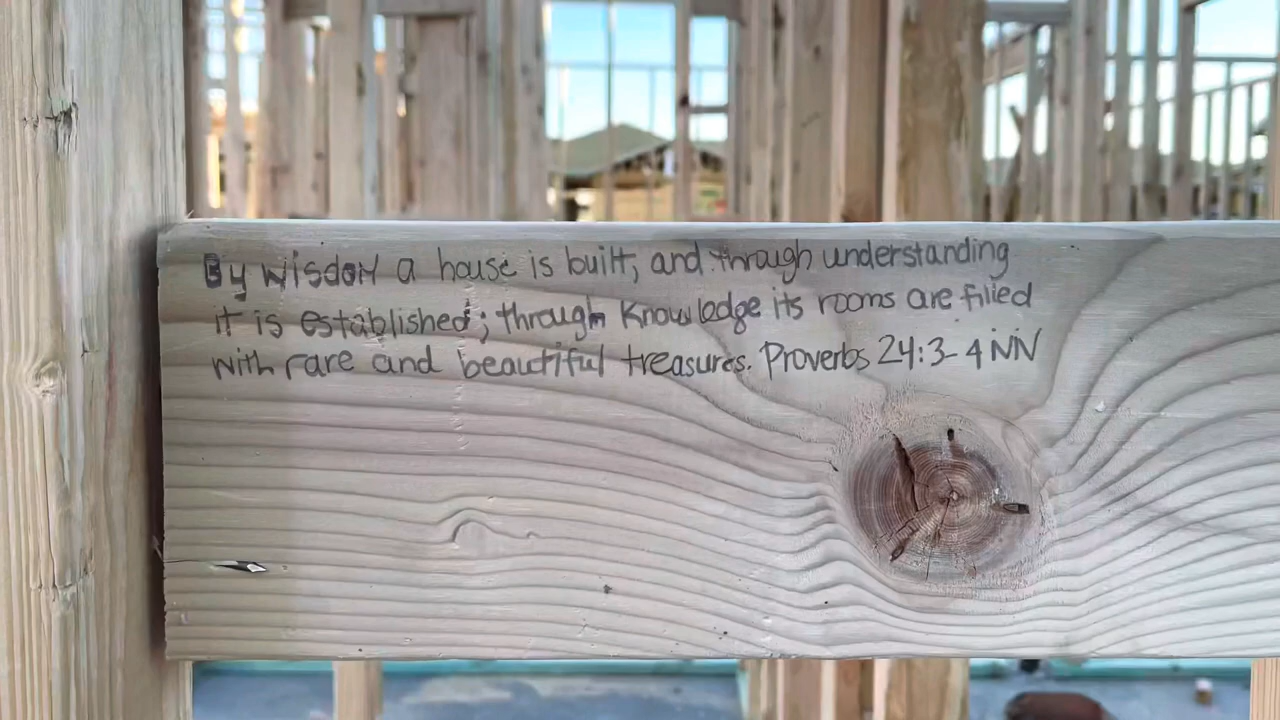 By wisdom a house is built, and through understanding
it is established; through Knowledge its rooms are filled
with rare and beautiful treasures. Proverbs 24:3-4 NIV